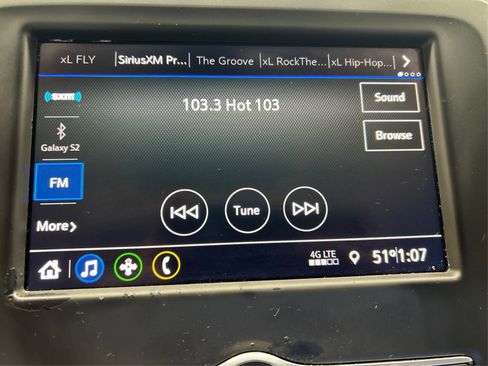 xL FLY
SiriusXM Pr...
The Groove
xL RockThe...
xL Hip-Hop...
sxm
103.3 Hot 103
Sound
Galaxy S2
Browse
FM
Tune
More
4G LTE
51° 1:07